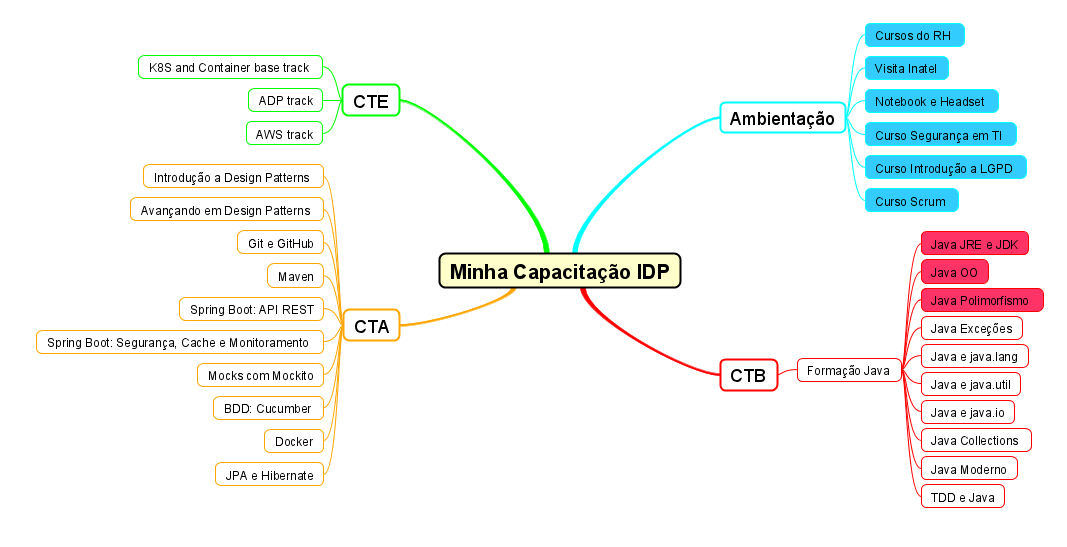 Minha Capacitação IDP
Ambientação
Cursos do RH
Visita Inatel
Notebook e Headset
Curso Segurança em TI
Curso Introdução a LGPD
Curso Scrum
CTB
Formação Java
Java JRE e JDK
Java OO
Java Polimorfismo
Java Exceções
Java e java.lang
Java e java.util
Java e java.io
Java Collections
Java Moderno
TDD e Java
CTE
K8S and Container base track
ADP track
AWS track
CTA
Introdução a Design Patterns
Avançando em Design Patterns
Git e GitHub
Maven
Spring Boot: API REST
Spring Boot: Segurança, Cache e Monitoramento
Mocks com Mockito
BDD: Cucumber
Docker
JPA e Hibernate